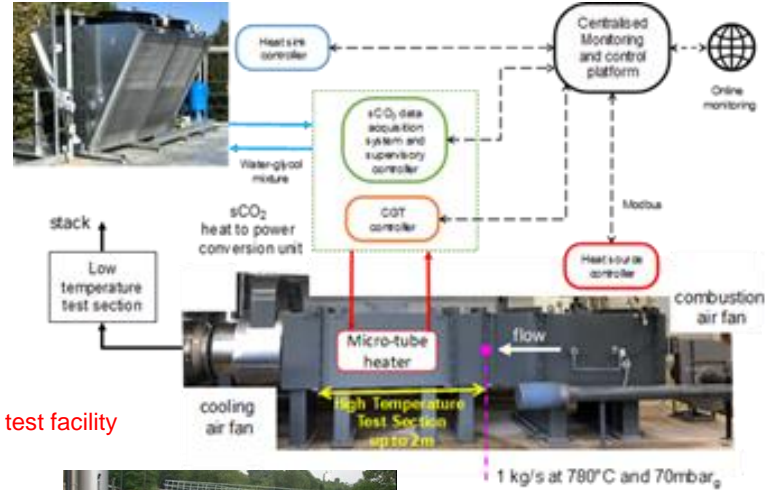 Centralised
Monitoring
and control
platform
Heat sink
controller
Online
monitoring
sCO₂ data
acquisition
system and
supervisory
controller
Water-glycol
mixture
CGT
controller
sCO₂
heat to power
conversion unit
Modbus
stack
Low
temperature
test section
Heat source
controller
combustion
air fan
Micro-tube
heater
flow
cooling
air fan
High Temperature
Test Section
up to 2m
test facility
1 kg/s at 780°C and 70mbarg